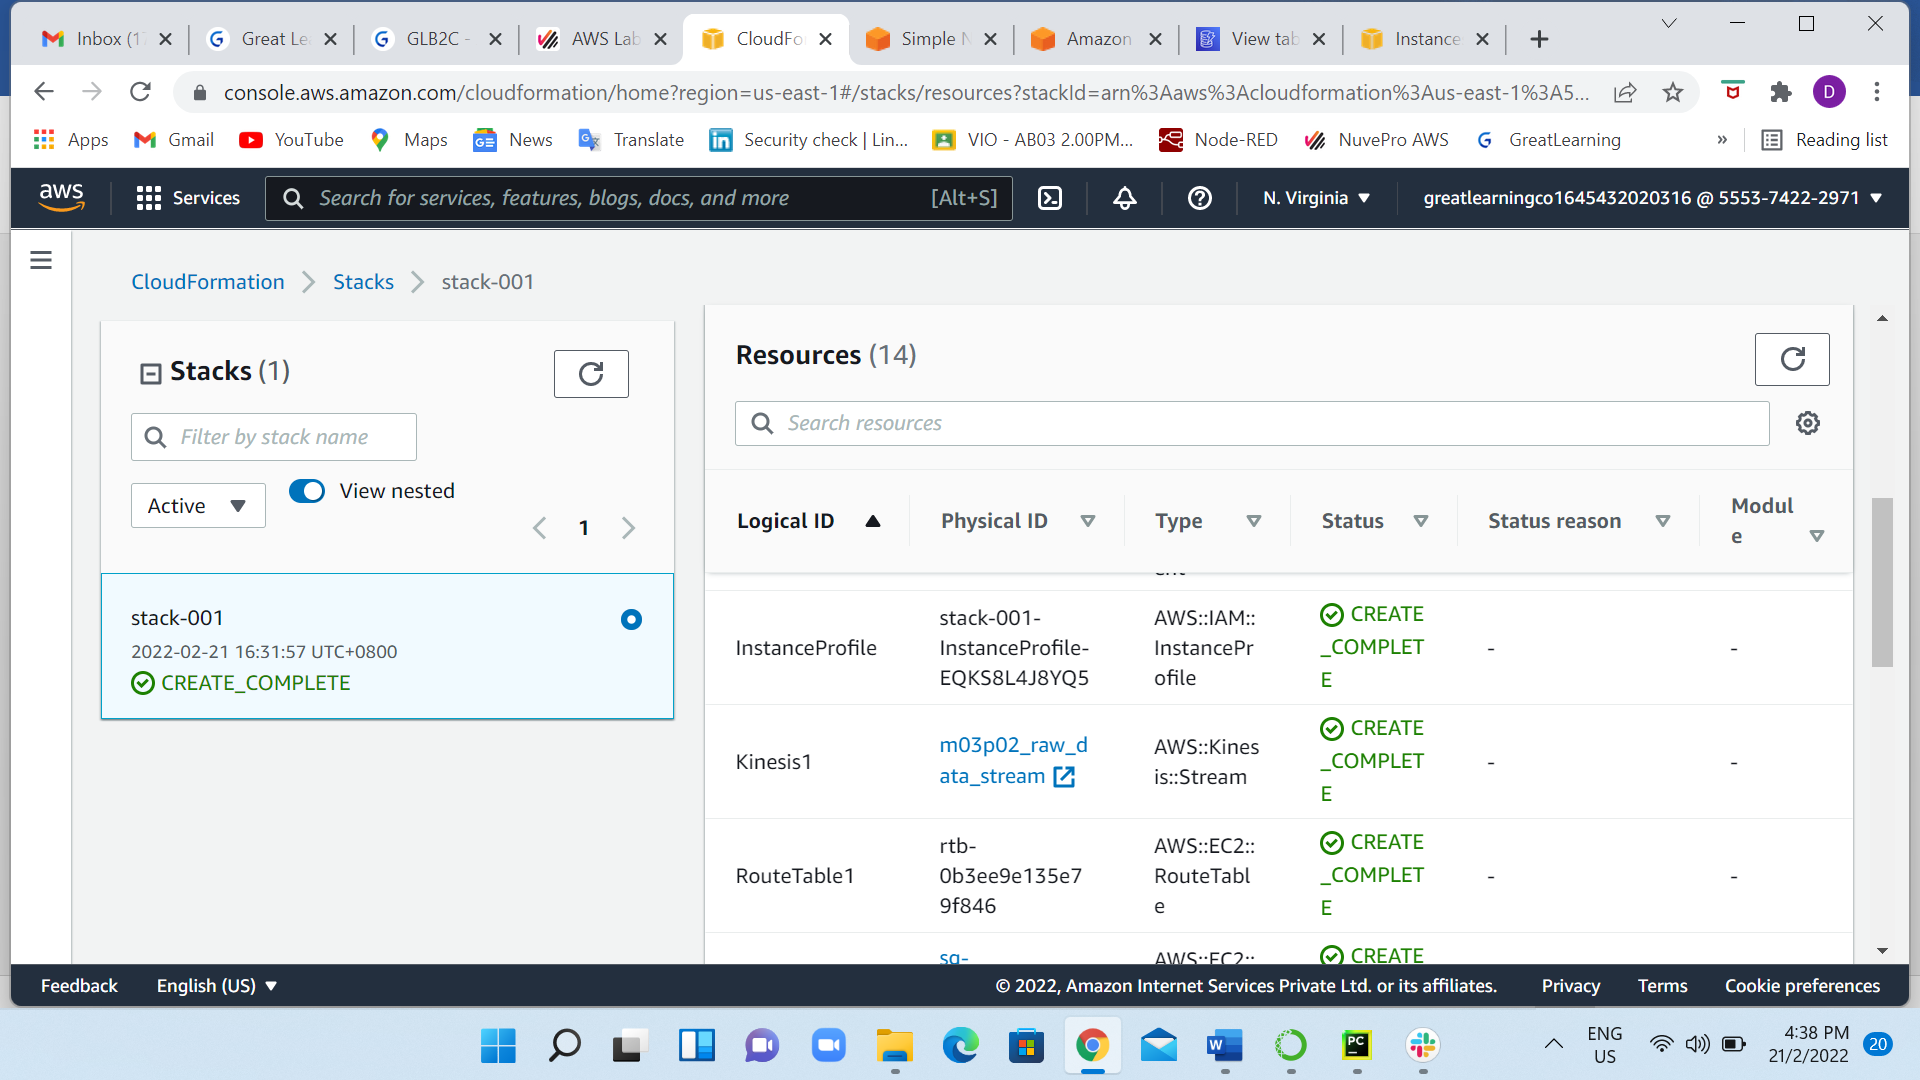 Inbox (1
Great Le
GLB2C -
AWS Lab
CloudFo
Simple N
Amazon
View tab
Instance
console.aws.amazon.com/cloudformation/home?region=us-east-1#/stacks/resources?stackId=arn%3Aaws%3Acloudformation%3Aus-east-1%3A5...
D
Apps
Gmail
YouTube
Maps
News
Translate
Security check | Lin...
VIO - AB03 2.00PM...
Node-RED
NuvePro AWS
GreatLearning
»
Reading list
aws
Services
Search for services, features, blogs, docs, and more
[Alt+S]
N. Virginia
greatlearningco1645432020316 @ 5553-7422-2971
CloudFormation
Stacks
stack-001
Stacks (1)
Filter by stack name
Active
View nested
1
stack-001
2022-02-21 16:31:57 UTC+0800
CREATE_COMPLETE
Resources (14)
Search resources
Logical ID
Physical ID
Type
Status
Status reason
Modul
e
InstanceProfile
stack-001-
InstanceProfile-
EQKS8L4J8YQ5
AWS::IAM::
InstancePr
ofile
CREATE
_COMPLET
E
-
-
Kinesis1
m03p02_raw_d
ata_stream
AWS::Kines
is::Stream
CREATE
_COMPLET
E
-
-
RouteTable1
rtb-
0b3ee9e135e7
9f846
AWS::EC2::
RouteTabl
e
CREATE
_COMPLET
E
-
-
sg-
AWS::EC2::
CREATE
Feedback
English (US)
© 2022, Amazon Internet Services Private Ltd. or its affiliates.
Privacy
Terms
Cookie preferences
W
PC
ENG
US
4:38 PM
21/2/2022
20